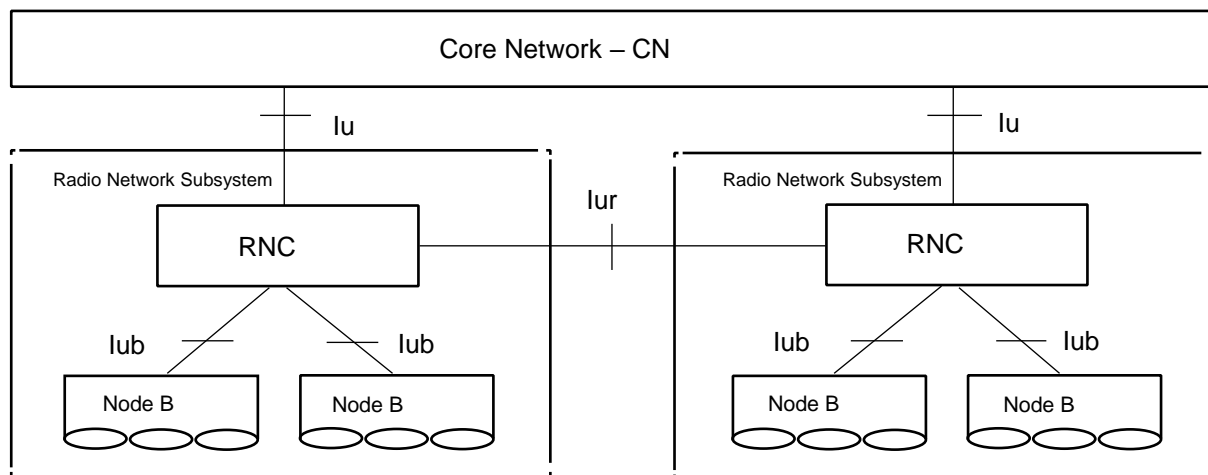 Core Network – CN
Iu
Iu
Radio Network Subsystem
Radio Network Subsystem
Iur
RNC
RNC
Iub
Iub
Iub
Iub
Node B
Node B
Node B
Node B